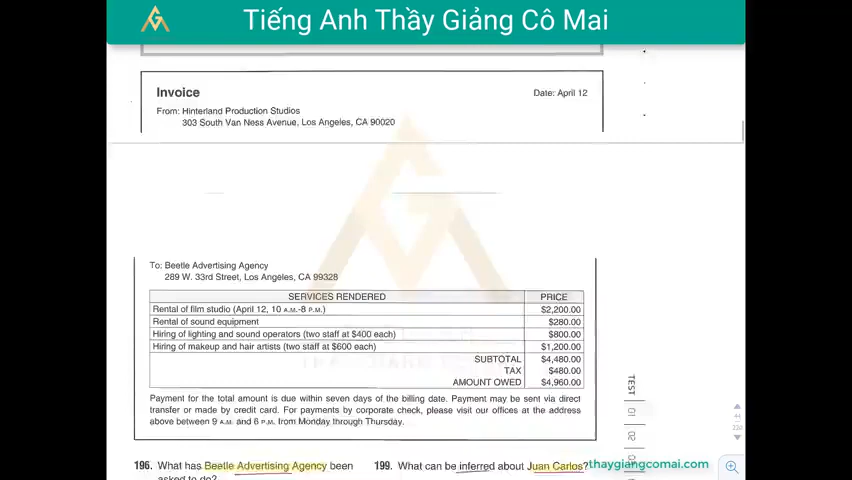 Tiếng Anh Thầy Giảng Cô Mai
Invoice
Date: April 12
From: Hinterland Production Studios
303 South Van Ness Avenue, Los Angeles, CA 90020
To: Beetle Advertising Agency
289 W. 33rd Street, Los Angeles, CA 99328
SERVICES RENDERED PRICE
Rental of film studio (April 12, 10 A.M.-8 P.M.) $2,200.00
Rental of sound equipment $280.00
Hiring of lighting and sound operators (two staff at $400 each) $800.00
Hiring of makeup and hair artists (two staff at $600 each) $1,200.00
SUBTOTAL $4,480.00
TAX $480.00
AMOUNT OWED $4,960.00
Payment for the total amount is due within seven days of the billing date. Payment may be sent via direct
transfer or made by credit card. For payments by corporate check, please visit our offices at the address
above between 9 A.M. and 6 P.M. from Monday through Thursday.
TEST 01 02
196. What has Beetle Advertising Agency been
asked to do?
199. What can be inferred about Juan Carlos?
thaygiangcomai.com